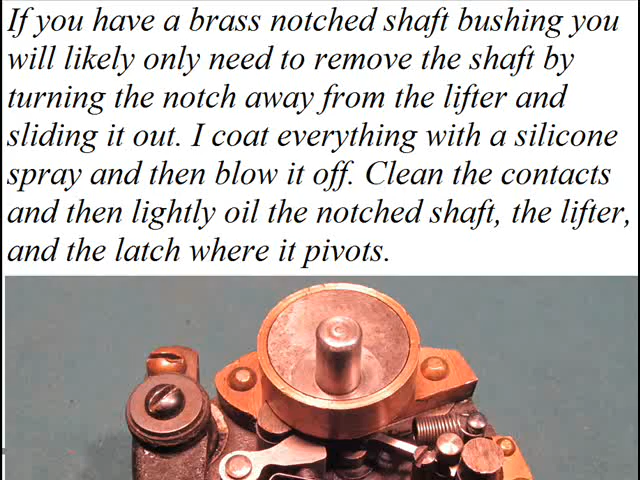 If you have a brass notched shaft bushing you
will likely only need to remove the shaft by
turning the notch away from the lifter and
sliding it out. I coat everything with a silicone
spray and then blow it off. Clean the contacts
and then lightly oil the notched shaft, the lifter,
and the latch where it pivots.